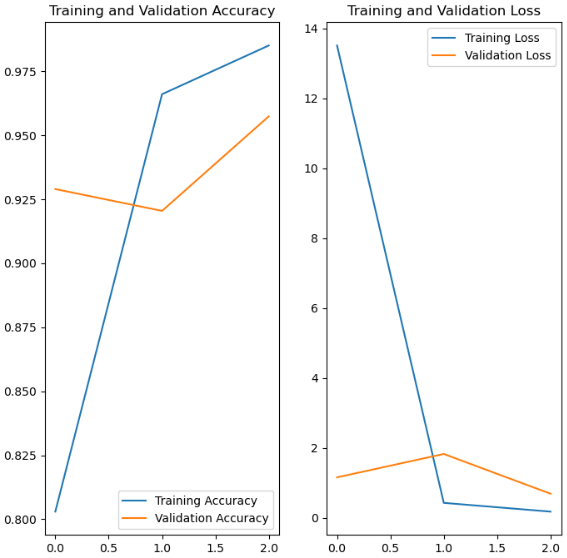 Training and Validation Accuracy
0.975
0.950
0.925
0.900
0.875
0.850
0.825
0.800
Training Accuracy
Validation Accuracy
0.0 0.5 1.0 1.5 2.0
Training and Validation Loss
14
12
10
8
6
4
2
0
Training Loss
Validation Loss
0.0 0.5 1.0 1.5 2.0